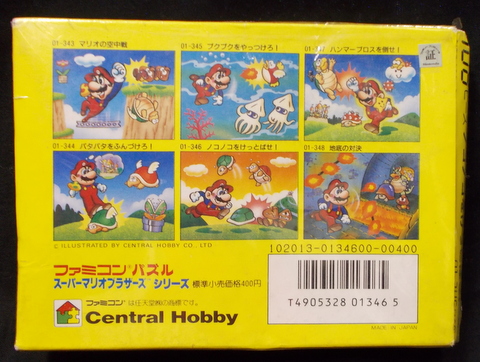 01-343 マリオの空中戦
01-345 プクプクをやっつけろ!
ハンマーブロスを倒せ!
01-344 パタパタをふんづけろ!
01-346 ノコノコをけっとばせ!
01-348 地底の対決
©ILLUSTRATED BY CENTRAL HOBBY CO., LTD
102013-0134600-00400
ファミコン パズル
スーパーマリオブラザーズ シリーズ 標準小売価格400円
T4905328 01346 5
ファミコンは任天堂㈱の商標です。
Central Hobby
MADE IN JAPAN